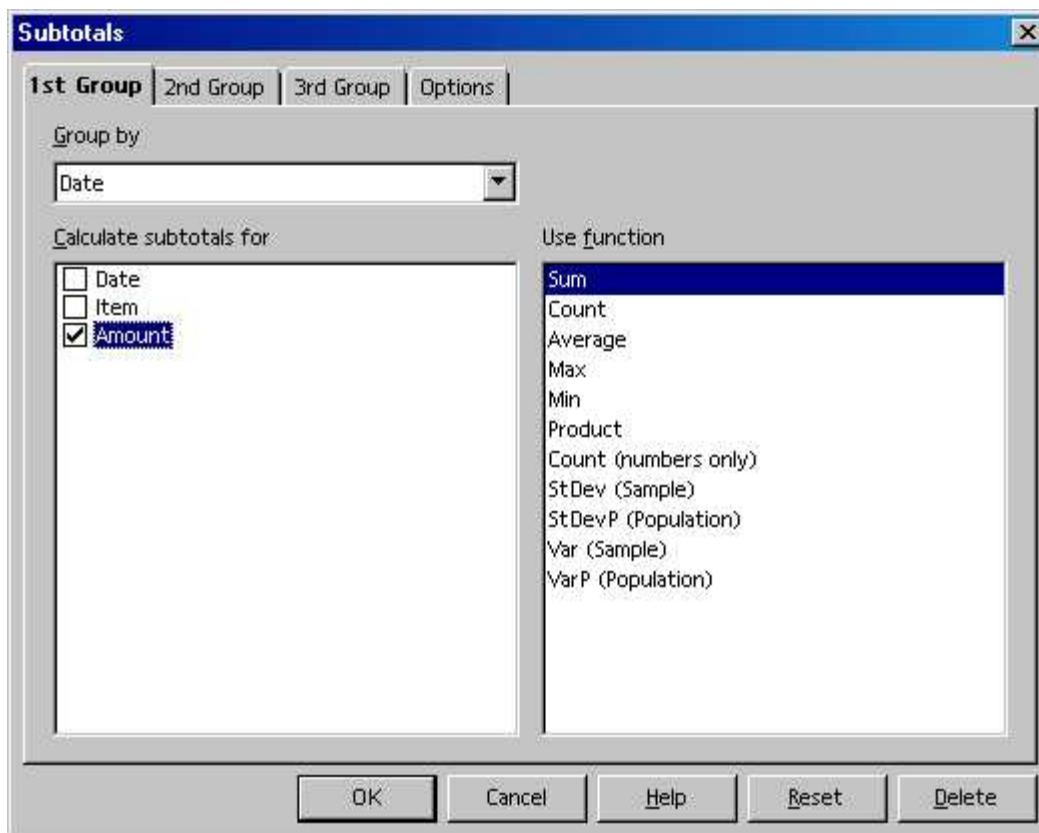 Subtotals
1st Group 2nd Group 3rd Group Options
Group by
Date
Calculate subtotals for
Date
Item
Amount
Use function
Sum
Count
Average
Max
Min
Product
Count (numbers only)
StDev (Sample)
StDevP (Population)
Var (Sample)
VarP (Population)
OK Cancel Help Reset Delete